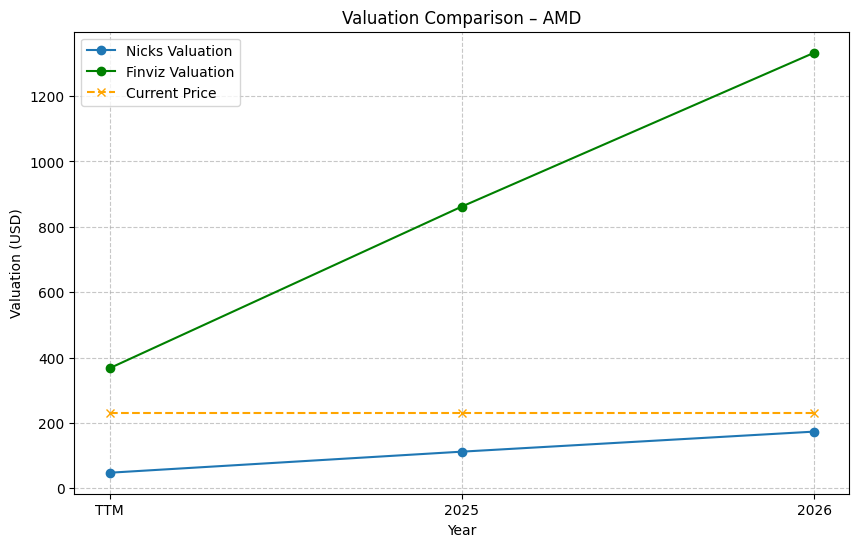 Valuation Comparison – AMD
Nicks Valuation
Finviz Valuation
Current Price
Valuation (USD)
1200
1000
800
600
400
200
0
TTM
2025
2026
Year